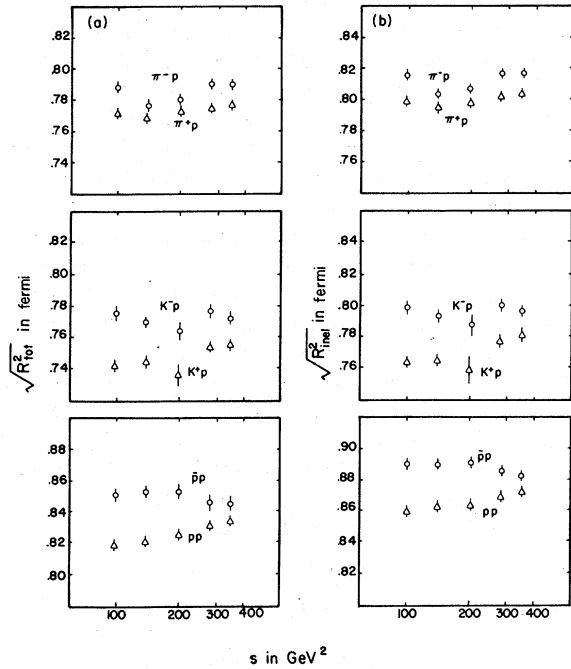 (a)
.82
.80
.78
.76
.74
π⁻p
π⁺p
(b)
.84
.82
.80
.78
.76
π⁻p
π⁺p
.82
.80
.78
.76
.74
K⁻p
K⁺p
√R²tot in fermi
.84
.82
.80
.78
.76
K⁻p
K⁺p
√R²inel in fermi
.88
.86
.84
.82
.80
p̄p
pp
100 200 300 400
.90
.88
.86
.84
.82
p̄p
pp
100 200 300 400
s in GeV²